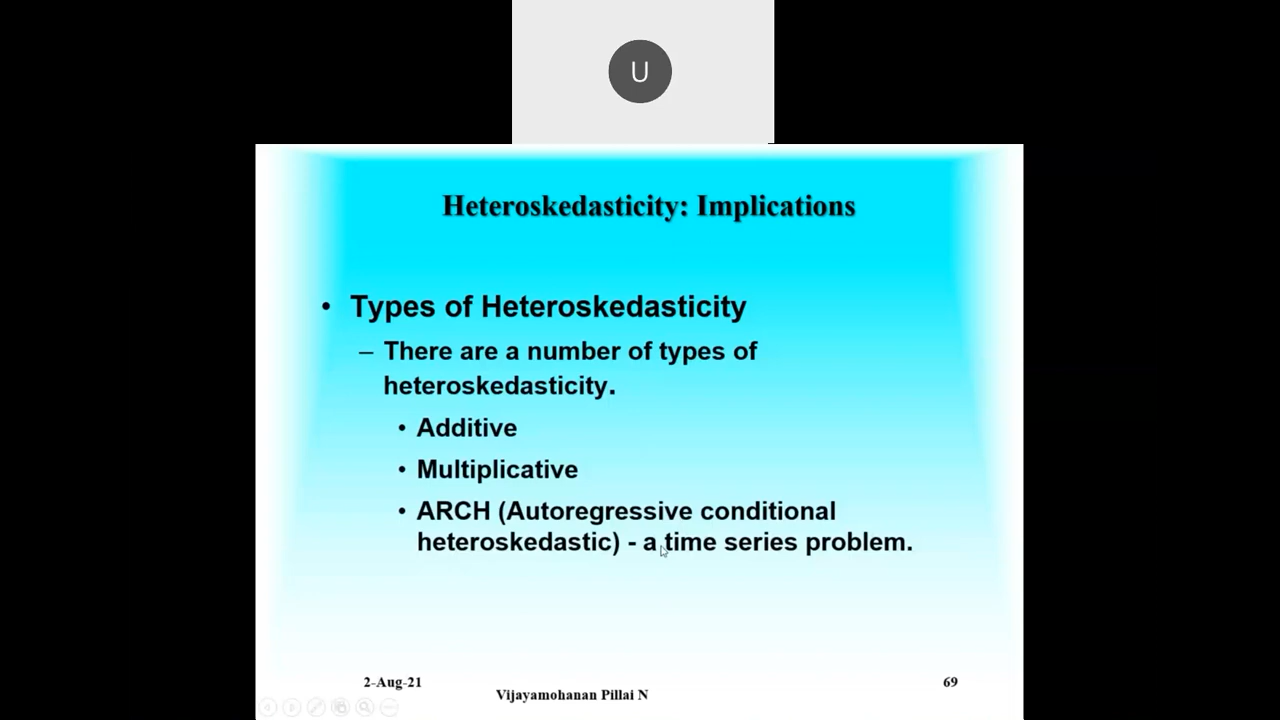 U
Heteroskedasticity: Implications
• Types of Heteroskedasticity
– There are a number of types of
heteroskedasticity.
• Additive
• Multiplicative
• ARCH (Autoregressive conditional
heteroskedastic) - a time series problem.
2-Aug-21
Vijayamohanan Pillai N
69